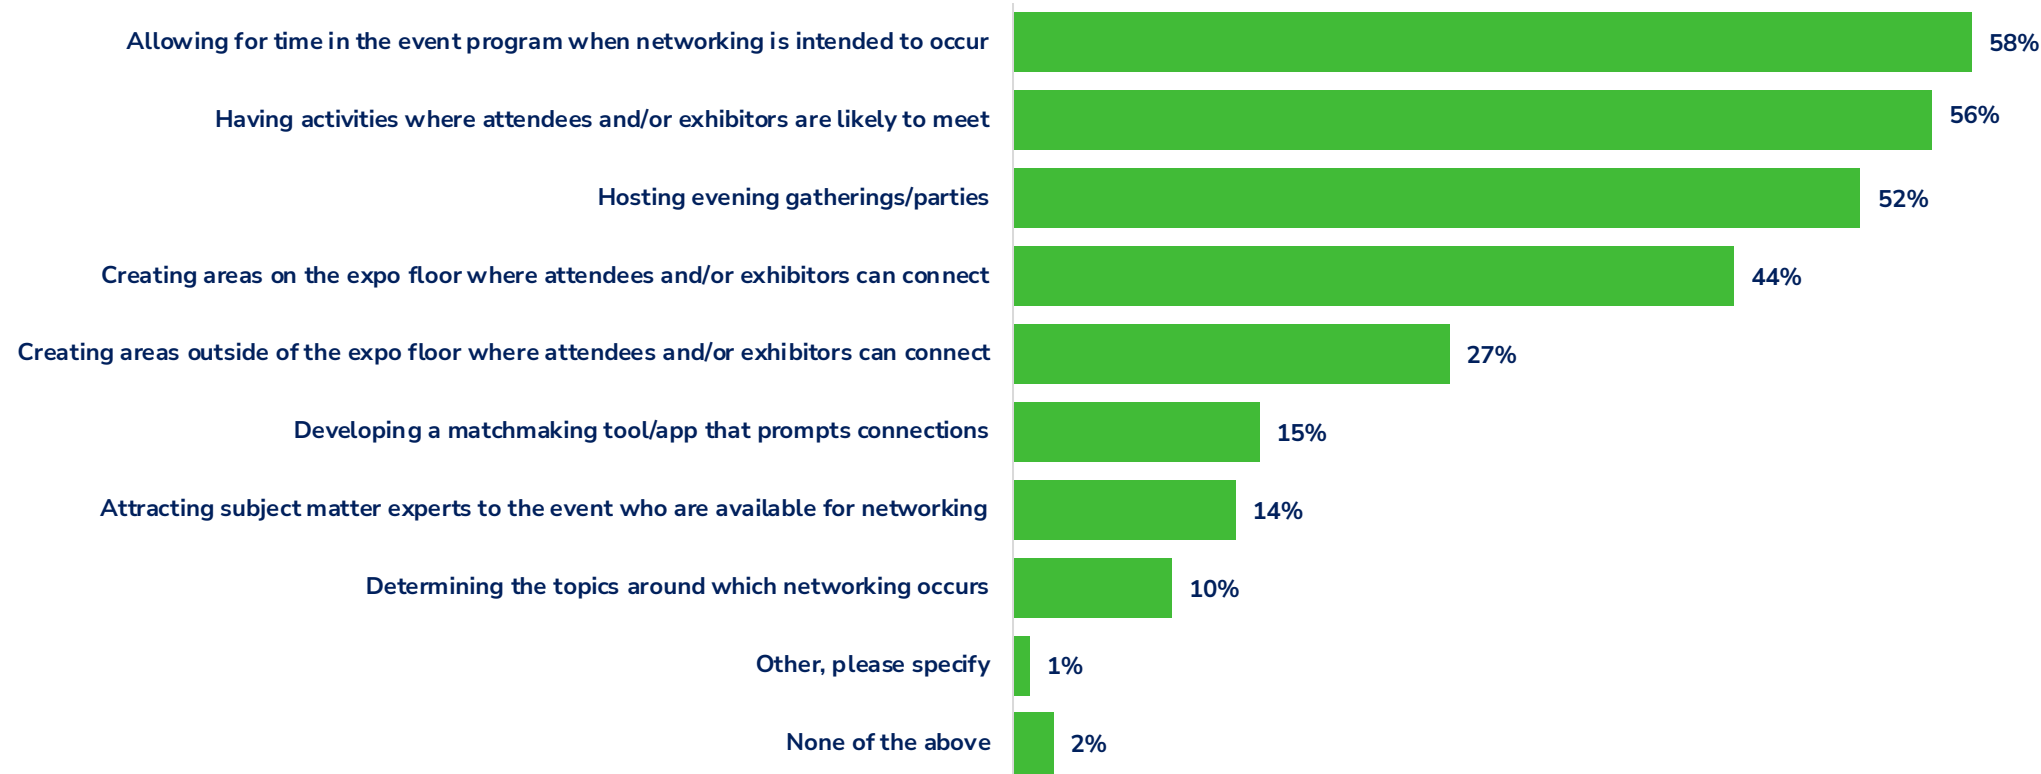 Allowing for time in the event program when networking is intended to occur 58%
Having activities where attendees and/or exhibitors are likely to meet 56%
Hosting evening gatherings/parties 52%
Creating areas on the expo floor where attendees and/or exhibitors can connect 44%
Creating areas outside of the expo floor where attendees and/or exhibitors can connect 27%
Developing a matchmaking tool/app that prompts connections 15%
Attracting subject matter experts to the event who are available for networking 14%
Determining the topics around which networking occurs 10%
Other, please specify 1%
None of the above 2%